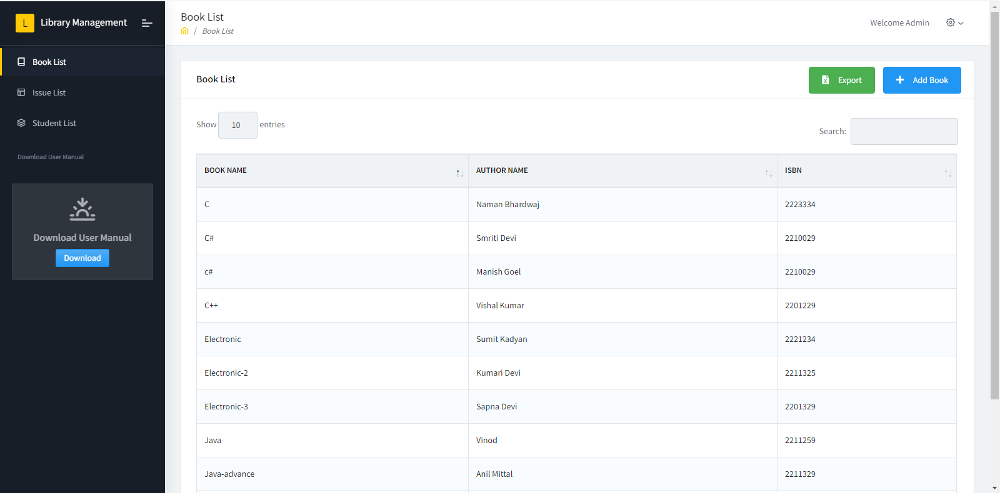 L Library Management
Book List
Issue List
Student List
Download User Manual
Download User Manual
Download
Book List
/ Book List
Welcome Admin
Book List
Export
Add Book
Show 10 entries
Search:
BOOK NAME AUTHOR NAME ISBN
C Naman Bhardwaj 2223334
C# Smriti Devi 2210029
c# Manish Goel 2210029
C++ Vishal Kumar 2201229
Electronic Sumit Kadyan 2221234
Electronic-2 Kumari Devi 2211325
Electronic-3 Sapna Devi 2201329
Java Vinod 2211259
Java-advance Anil Mittal 2211329